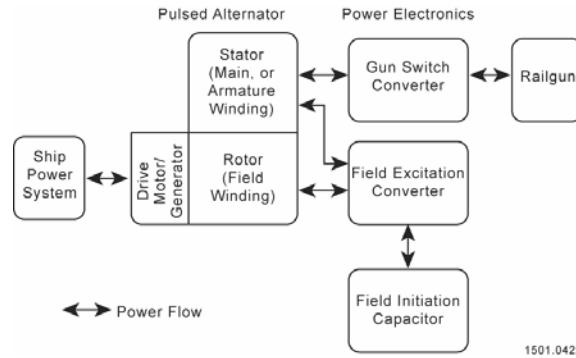 Pulsed Alternator
Power Electronics
Stator
(Main, or
Armature
Winding)
Gun Switch
Converter
Railgun
Ship
Power
System
Drive
Motor/
Generator
Rotor
(Field
Winding)
Field Excitation
Converter
Field Initiation
Capacitor
Power Flow
1501.042